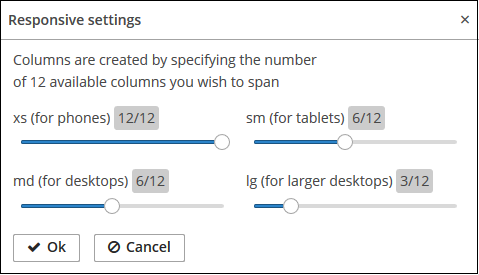 Responsive settings ×
Columns are created by specifying the number
of 12 available columns you wish to span
xs (for phones) 12/12 sm (for tablets) 6/12
md (for desktops) 6/12 lg (for larger desktops) 3/12
Ok Cancel